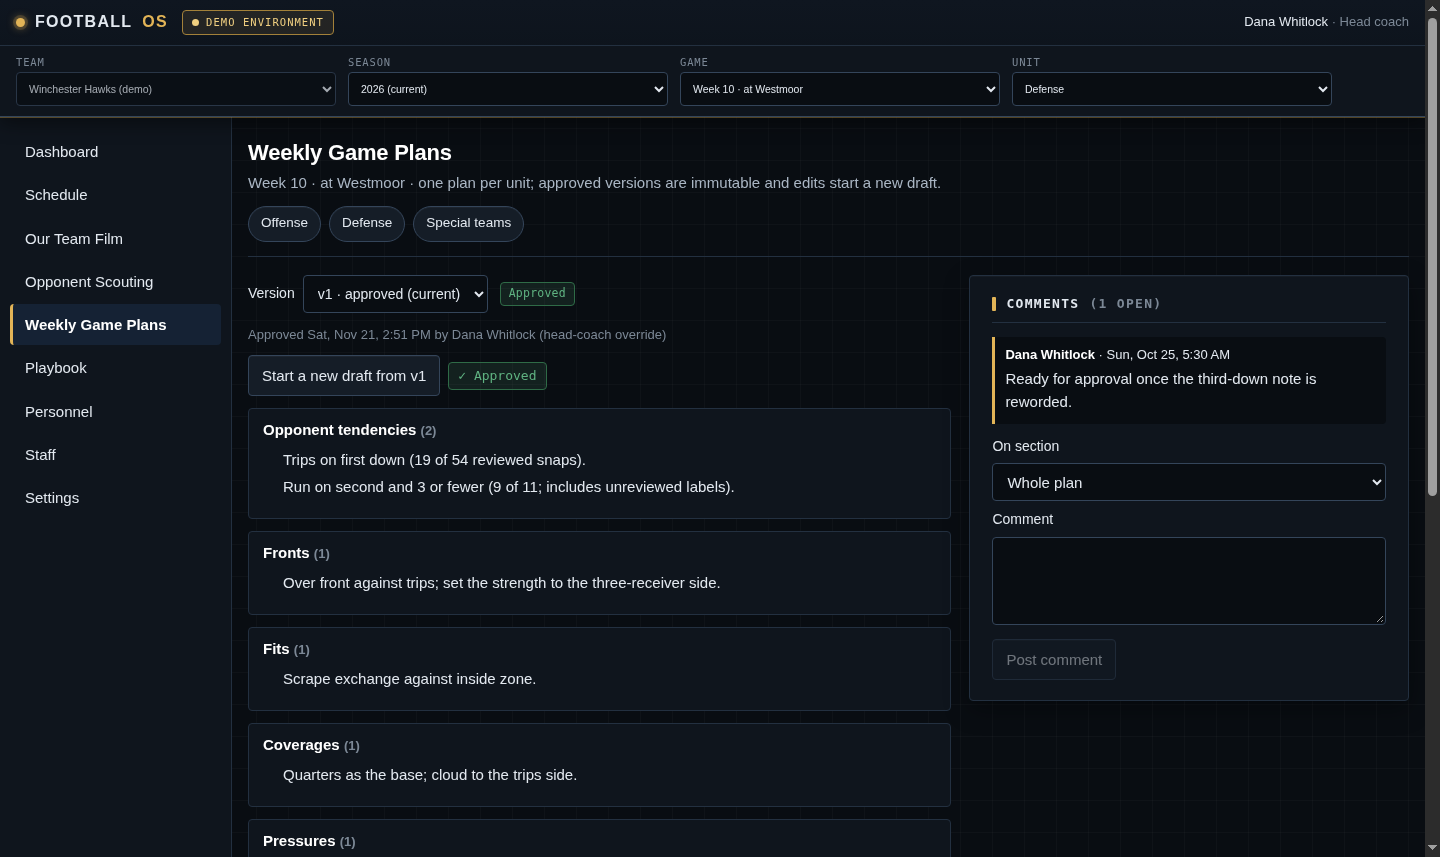 FOOTBALL OS
DEMO ENVIRONMENT
Dana Whitlock · Head coach
TEAM
Winchester Hawks (demo)
SEASON
2026 (current)
GAME
Week 10 · at Westmoor
UNIT
Defense
Dashboard
Schedule
Our Team Film
Opponent Scouting
Weekly Game Plans
Playbook
Personnel
Staff
Settings
Weekly Game Plans
Week 10 · at Westmoor · one plan per unit; approved versions are immutable and edits start a new draft.
Offense
Defense
Special teams
Version
v1 · approved (current)
Approved
Approved Sat, Nov 21, 2:51 PM by Dana Whitlock (head-coach override)
Start a new draft from v1
✓ Approved
Opponent tendencies (2)
Trips on first down (19 of 54 reviewed snaps).
Run on second and 3 or fewer (9 of 11; includes unreviewed labels).
Fronts (1)
Over front against trips; set the strength to the three-receiver side.
Fits (1)
Scrape exchange against inside zone.
Coverages (1)
Quarters as the base; cloud to the trips side.
Pressures (1)
COMMENTS (1 OPEN)
Dana Whitlock · Sun, Oct 25, 5:30 AM
Ready for approval once the third-down note is
reworded.
On section
Whole plan
Comment
Post comment